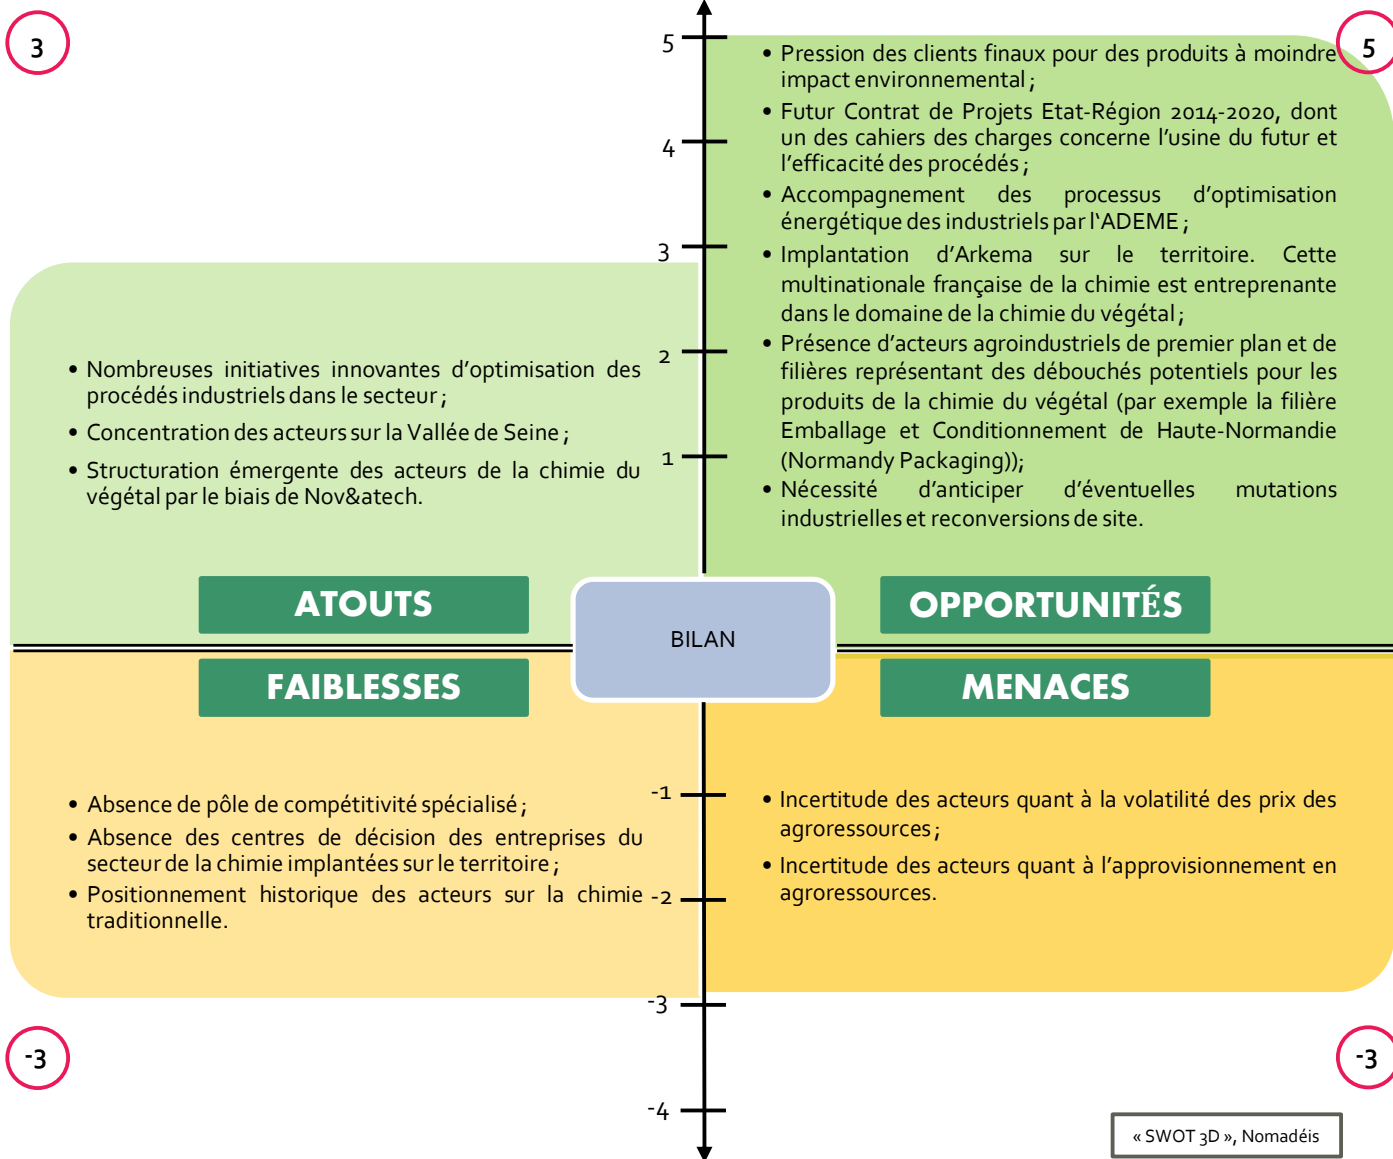 3
5
5
4
3
2
1
• Pression des clients finaux pour des produits à moindre
impact environnemental ;
• Futur Contrat de Projets Etat-Région 2014-2020, dont
un des cahiers des charges concerne l’usine du futur et
l’efficacité des procédés ;
• Accompagnement des processus d’optimisation
énergétique des industriels par l‘ADEME ;
• Implantation d’Arkema sur le territoire. Cette
multinationale française de la chimie est entreprenante
dans le domaine de la chimie du végétal ;
• Présence d’acteurs agroindustriels de premier plan et de
filières représentant des débouchés potentiels pour les
produits de la chimie du végétal (par exemple la filière
Emballage et Conditionnement de Haute-Normandie
(Normandy Packaging));
• Nécessité d’anticiper d’éventuelles mutations
industrielles et reconversions de site.
• Nombreuses initiatives innovantes d’optimisation des
procédés industriels dans le secteur ;
• Concentration des acteurs sur la Vallée de Seine ;
• Structuration émergente des acteurs de la chimie du
végétal par le biais de Nov&atech.
ATOUTS
OPPORTUNITÉS
BILAN
FAIBLESSES
MENACES
• Absence de pôle de compétitivité spécialisé ;
• Absence des centres de décision des entreprises du
secteur de la chimie implantées sur le territoire ;
• Positionnement historique des acteurs sur la chimie
traditionnelle.
-1
-2
-3
-4
• Incertitude des acteurs quant à la volatilité des prix des
agroressources ;
• Incertitude des acteurs quant à l’approvisionnement en
agroressources.
-3
-3
« SWOT 3D », Nomadéis